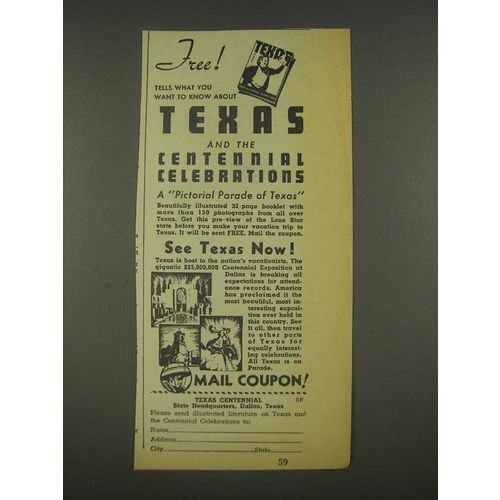 Free!
TEXAS
TELLS WHAT YOU
WANT TO KNOW ABOUT
TEXAS
AND THE
CENTENNIAL
CELEBRATIONS
A "Pictorial Parade of Texas"
Beautifully illustrated 32-page booklet with
more than 150 photographs from all over
Texas. Get this pre-view of the Lone Star
state before you make your vacation trip to
Texas. It will be sent FREE. Mail the coupon.
See Texas Now!
Texas is host to the nation's vacationists. The
gigantic $25,000,000 Centennial Exposition at
Dallas is breaking all
expectations for attend-
ance records. America
has proclaimed it the
most beautiful, most in-
teresting exposi-
tion ever held in
this country. See
it all, then travel
to other parts
of Texas for
equally interest-
ing celebrations.
All Texas is on
Parade.
MAIL COUPON!
TEXAS CENTENNIAL 8F
State Headquarters, Dallas, Texas
Please send illustrated literature on Texas and
the Centennial Celebrations to:
Name
Address
City State
59